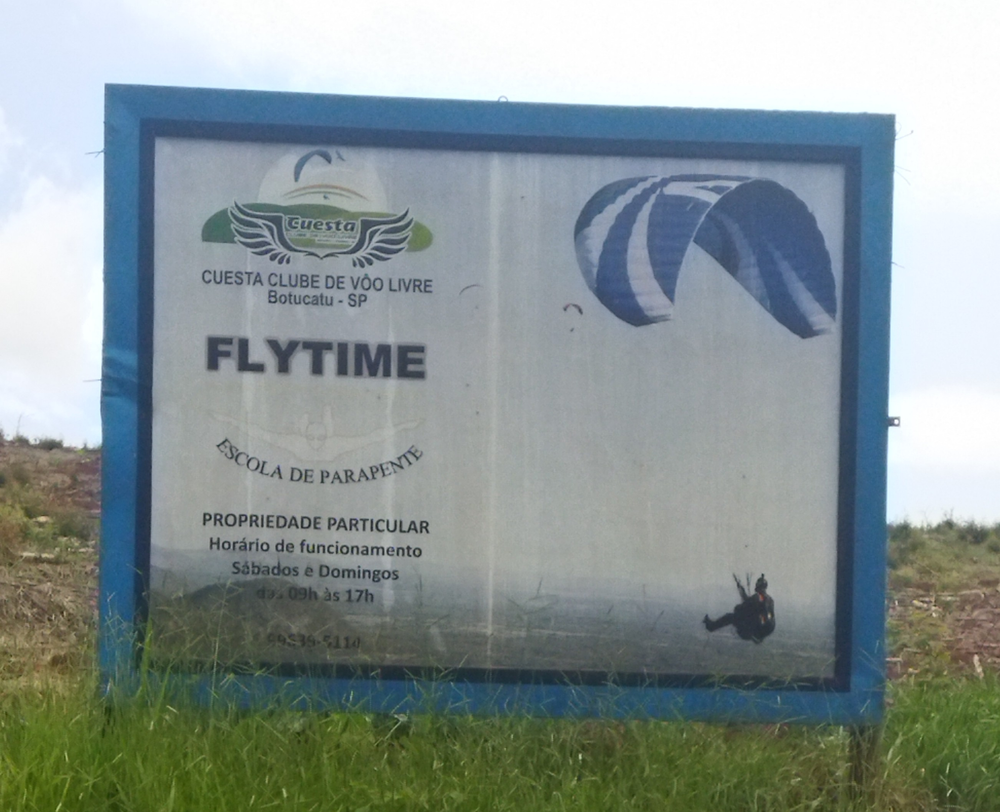 Cuesta
CUESTA CLUBE DE VÔO LIVRE
Botucatu - SP
FLYTIME
ESCOLA DE PARAPENTE
PROPRIEDADE PARTICULAR
Horário de funcionamento
Sábados e Domingos
das 09h às 17h